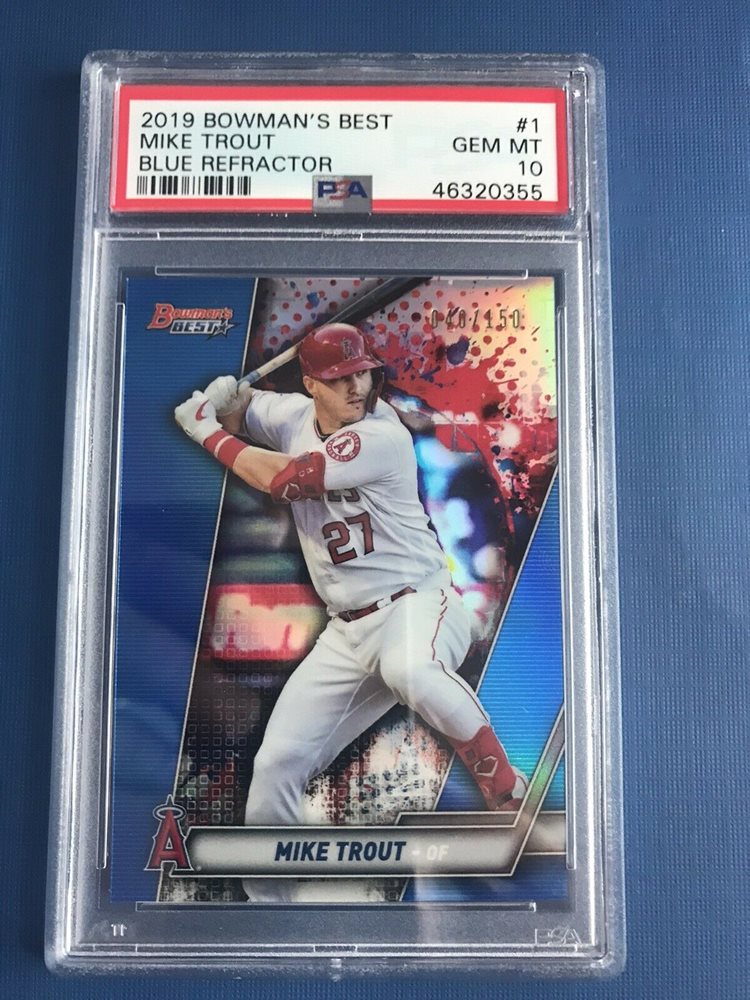 2019 BOWMAN'S BEST #1
MIKE TROUT GEM MT
BLUE REFRACTOR 10
PSA 46320355
Bowman's
BEST
/150
A
A
27
A
MIKE TROUT - OF
PSA